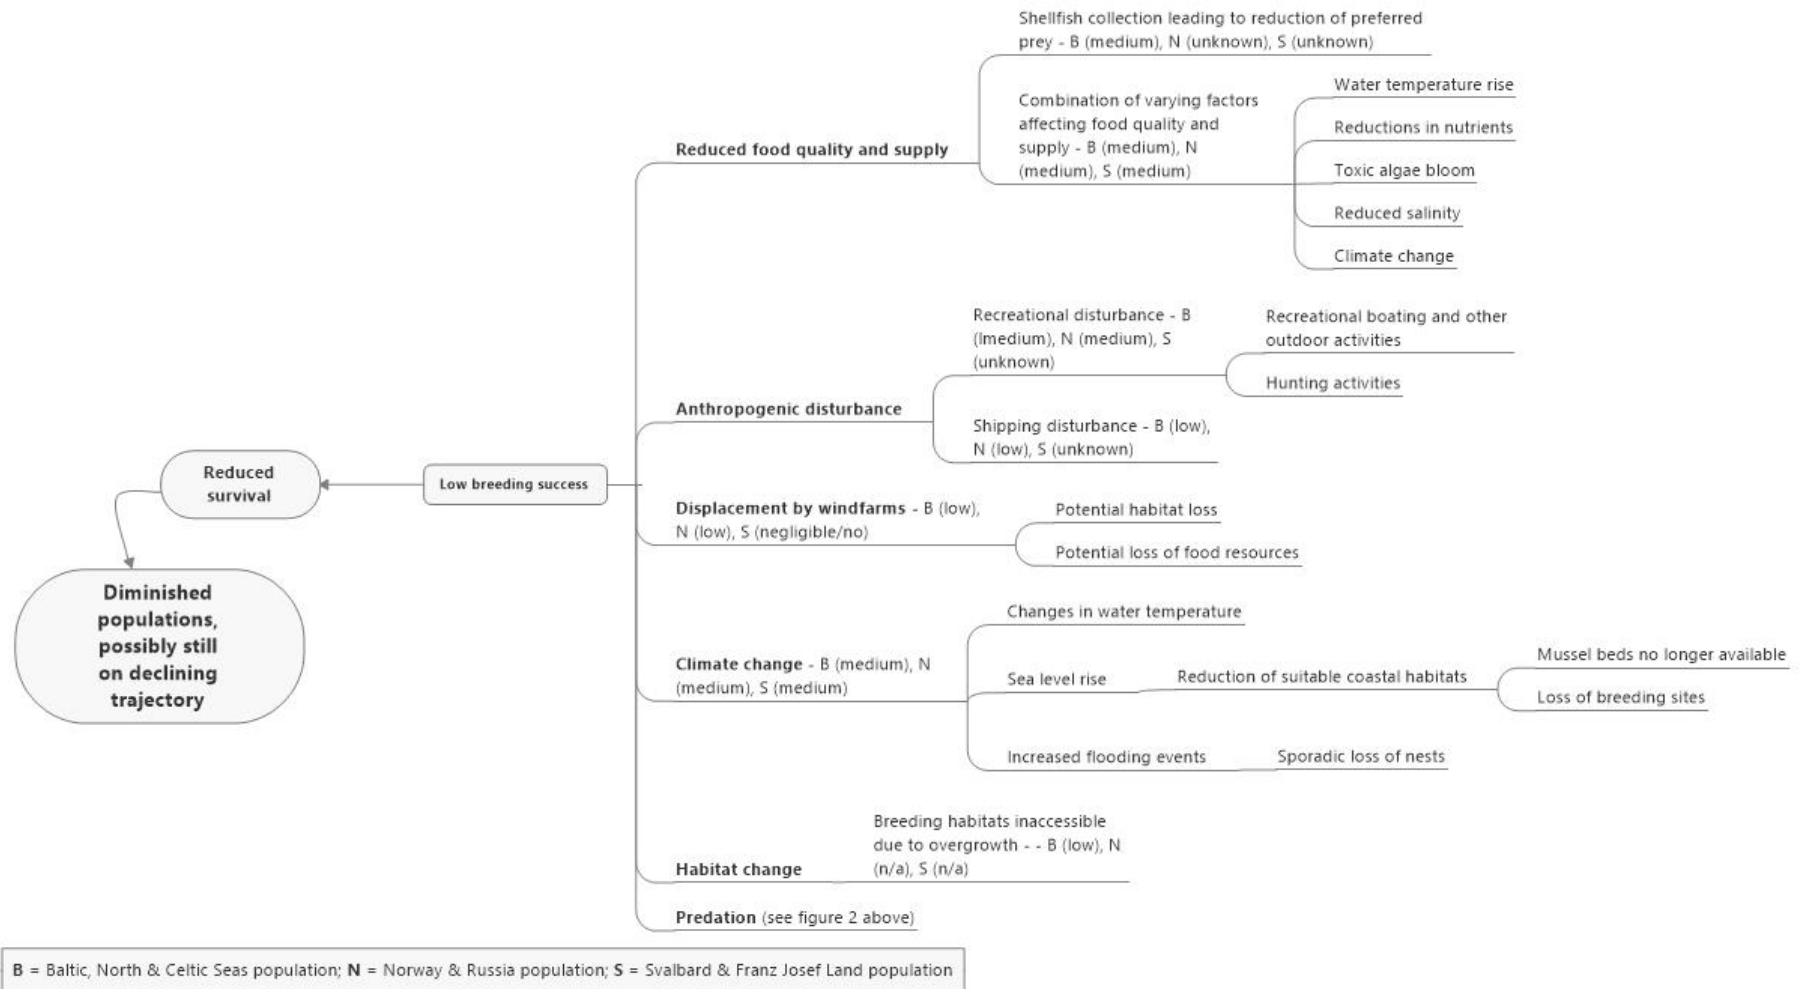 Shellfish collection leading to reduction of preferred
prey - B (medium), N (unknown), S (unknown)
Combination of varying factors
affecting food quality and
supply - B (medium), N
(medium), S (medium)
Water temperature rise
Reductions in nutrients
Toxic algae bloom
Reduced salinity
Climate change
Reduced food quality and supply
Recreational disturbance - B
(lmedium), N (medium), S
(unknown)
Recreational boating and other
outdoor activities
Hunting activities
Anthropogenic disturbance
Shipping disturbance - B (low),
N (low), S (unknown)
Reduced
survival
Low breeding success
Displacement by windfarms - B (low),
N (low), S (negligible/no)
Potential habitat loss
Potential loss of food resources
Diminished
populations,
possibly still
on declining
trajectory
Climate change - B (medium), N
(medium), S (medium)
Changes in water temperature
Sea level rise
Reduction of suitable coastal habitats
Mussel beds no longer available
Loss of breeding sites
Increased flooding events
Sporadic loss of nests
Habitat change
Breeding habitats inaccessible
due to overgrowth - - B (low), N
(n/a), S (n/a)
Predation (see figure 2 above)
B = Baltic, North & Celtic Seas population; N = Norway & Russia population; S = Svalbard & Franz Josef Land population